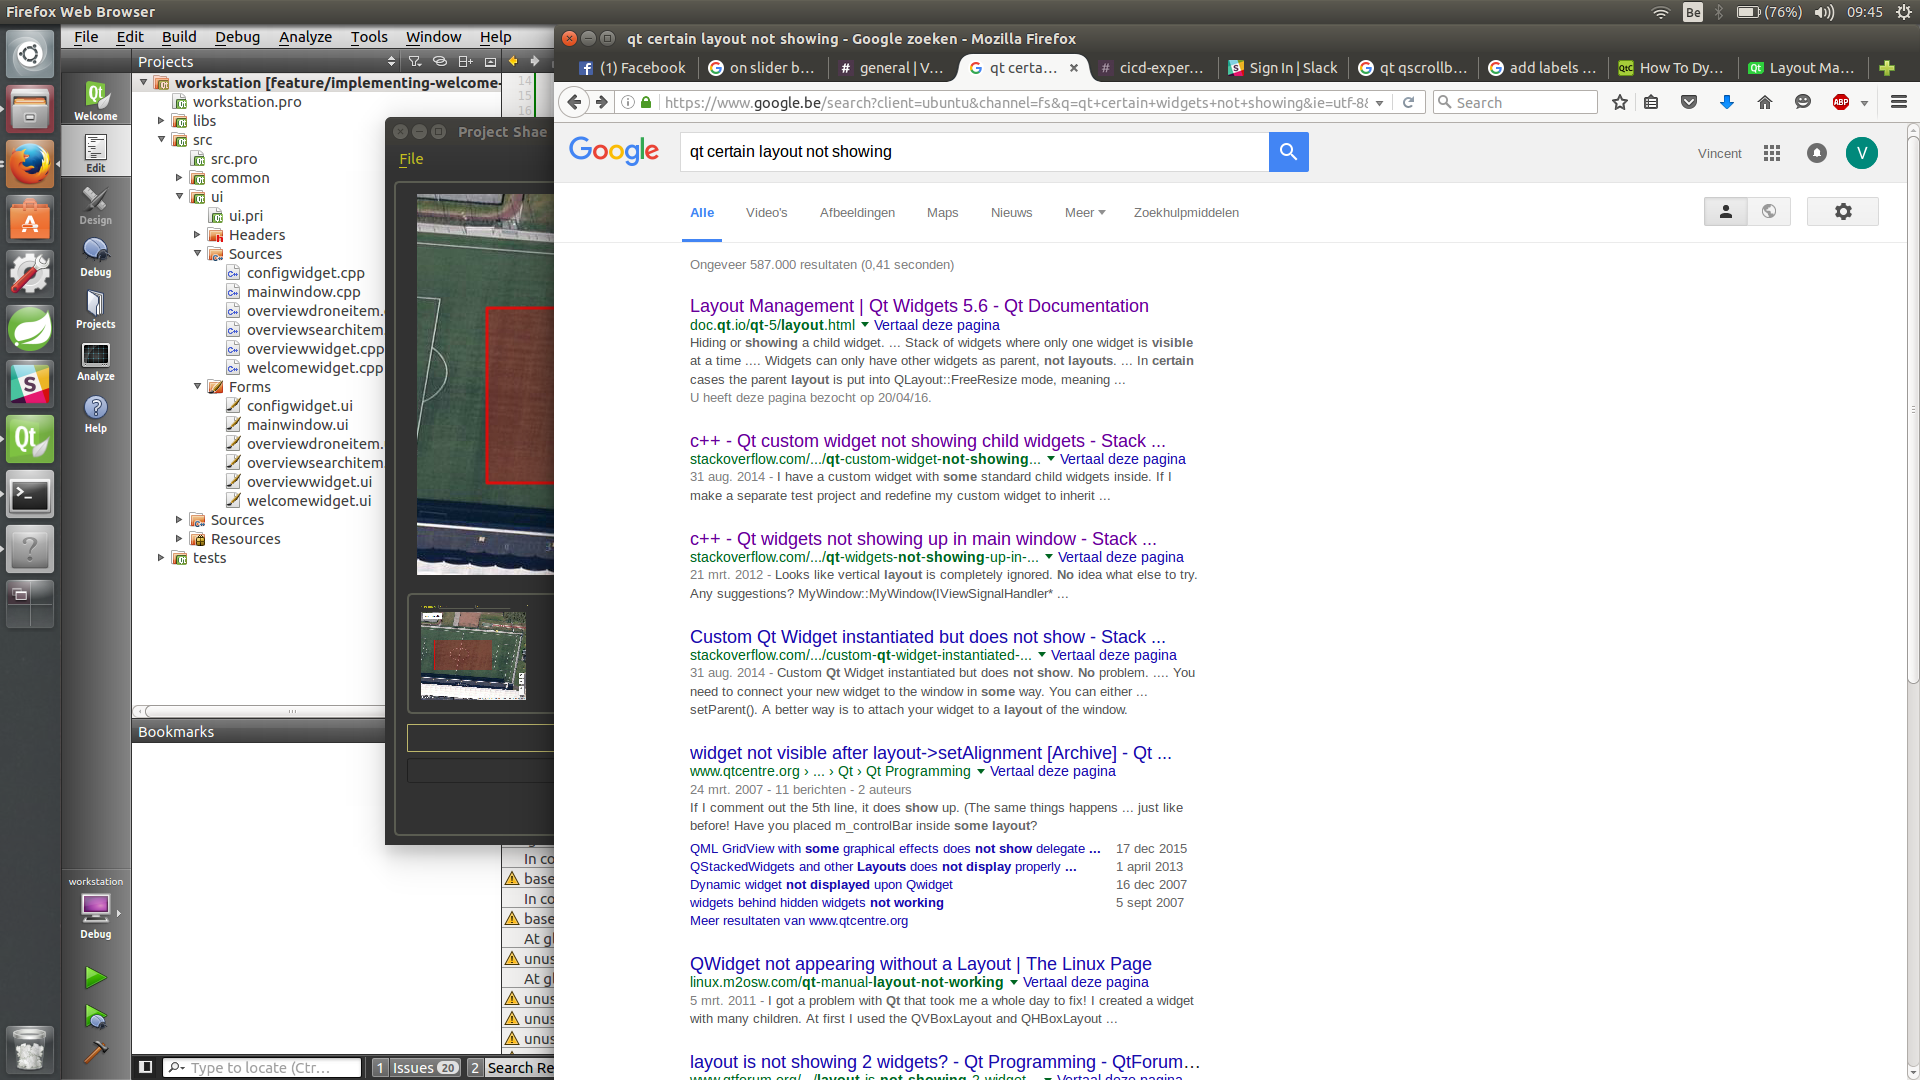 Firefox Web Browser
Be
(76%)
09:45
File Edit Build Debug Analyze Tools Window Help
Projects
Welcome
Edit
Design
Debug
Projects
Analyze
Help
workstation [feature/implementing-welcome-
workstation.pro
libs
src
src.pro
common
ui
ui.pri
Headers
Sources
configwidget.cpp
mainwindow.cpp
overviewdroneitem.
overviewsearchitem.
overviewwidget.cpp
welcomewidget.cpp
Forms
configwidget.ui
mainwindow.ui
overviewdroneitem.
overviewsearchitem.
overviewwidget.ui
welcomewidget.ui
Sources
Resources
tests
Bookmarks
workstation
Debug
14
15
16
Project Shae
File
In co
base
In co
base
At gl
unus
At gl
unus
unus
unus
Type to locate (Ctr...
1 Issues 20
2 Search Re
qt certain layout not showing - Google zoeken - Mozilla Firefox
(1) Facebook
on slider b...
general | V...
qt certa...
cicd-exper...
Sign In | Slack
qt qscrollb...
add labels ...
How To Dy...
Layout Ma...
https://www.google.be/search?client=ubuntu&channel=fs&q=qt+certain+widgets+not+showing&ie=utf-8&
Search
ABP
Google
qt certain layout not showing
Vincent
V
Alle Video's Afbeeldingen Maps Nieuws Meer Zoekhulpmiddelen
Ongeveer 587.000 resultaten (0,41 seconden)
Layout Management | Qt Widgets 5.6 - Qt Documentation
doc.qt.io/qt-5/layout.html Vertaal deze pagina
Hiding or showing a child widget. ... Stack of widgets where only one widget is visible
at a time .... Widgets can only have other widgets as parent, not layouts. ... In certain
cases the parent layout is put into QLayout::FreeResize mode, meaning ...
U heeft deze pagina bezocht op 20/04/16.
c++ - Qt custom widget not showing child widgets - Stack ...
stackoverflow.com/.../qt-custom-widget-not-showing... Vertaal deze pagina
31 aug. 2014 - I have a custom widget with some standard child widgets inside. If I
make a separate test project and redefine my custom widget to inherit ...
c++ - Qt widgets not showing up in main window - Stack ...
stackoverflow.com/.../qt-widgets-not-showing-up-in-... Vertaal deze pagina
21 mrt. 2012 - Looks like vertical layout is completely ignored. No idea what else to try.
Any suggestions? MyWindow::MyWindow(IViewSignalHandler* ...
Custom Qt Widget instantiated but does not show - Stack ...
stackoverflow.com/.../custom-qt-widget-instantiated-... Vertaal deze pagina
31 aug. 2014 - Custom Qt Widget instantiated but does not show. No problem. .... You
need to connect your new widget to the window in some way. You can either ...
setParent(). A better way is to attach your widget to a layout of the window.
widget not visible after layout->setAlignment [Archive] - Qt ...
www.qtcentre.org › ... › Qt › Qt Programming Vertaal deze pagina
24 mrt. 2007 - 11 berichten - 2 auteurs
If I comment out the 5th line, it does show up. (The same things happens ... just like
before! Have you placed m_controlBar inside some layout?
QML GridView with some graphical effects does not show delegate ... 17 dec 2015
QStackedWidgets and other Layouts does not display properly ... 1 april 2013
Dynamic widget not displayed upon Qwidget 16 dec 2007
widgets behind hidden widgets not working 5 sept 2007
Meer resultaten van www.qtcentre.org
QWidget not appearing without a Layout | The Linux Page
linux.m2osw.com/qt-manual-layout-not-working Vertaal deze pagina
5 mrt. 2011 - I got a problem with Qt that took me a whole day to fix! I created a widget
with many children. At first I used the QVBoxLayout and QHBoxLayout ...
layout is not showing 2 widgets? - Qt Programming - QtForum...
www.qtforum.org/.../layout-is-not-showing-2-widget... Vertaal deze pagina